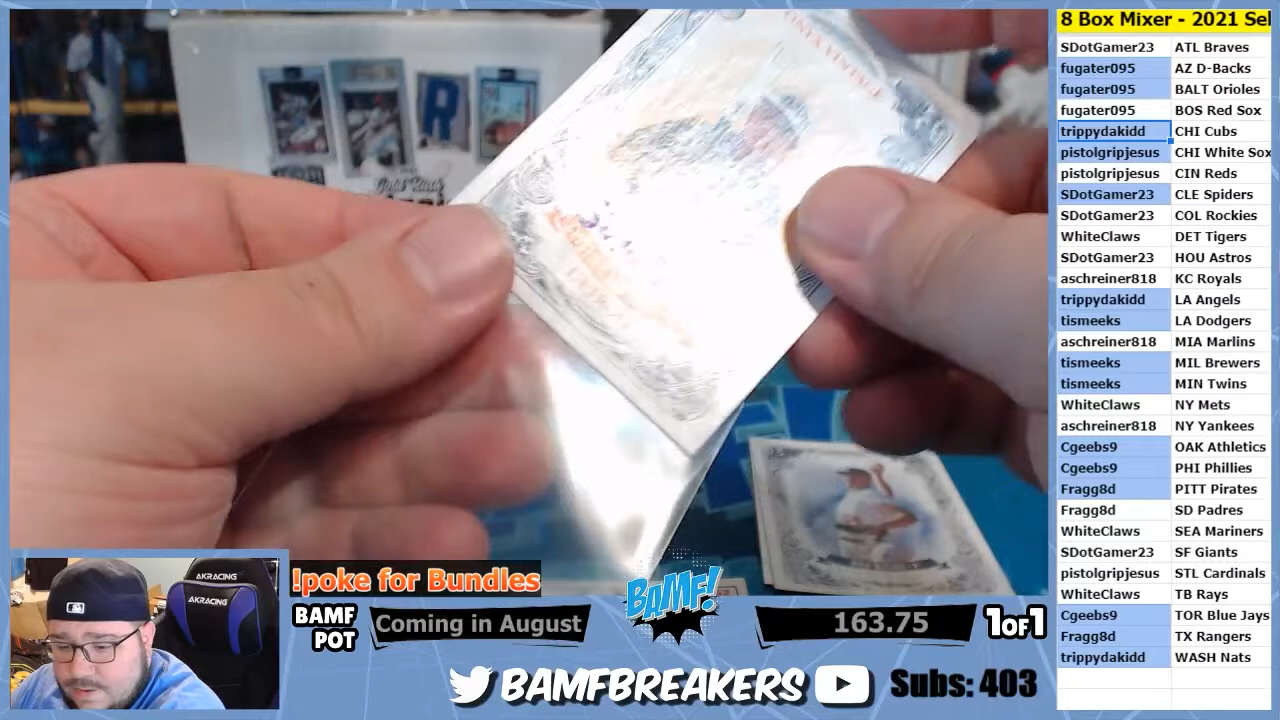 8 Box Mixer - 2021 Sel
SDotGamer23 ATL Braves
fugater095 AZ D-Backs
fugater095 BALT Orioles
fugater095 BOS Red Sox
trippydakidd CHI Cubs
pistolgripjesus CHI White Sox
pistolgripjesus CIN Reds
SDotGamer23 CLE Spiders
SDotGamer23 COL Rockies
WhiteClaws DET Tigers
SDotGamer23 HOU Astros
aschreiner818 KC Royals
trippydakidd LA Angels
tismeeks LA Dodgers
aschreiner818 MIA Marlins
tismeeks MIL Brewers
tismeeks MIN Twins
WhiteClaws NY Mets
aschreiner818 NY Yankees
Cgeebs9 OAK Athletics
Cgeebs9 PHI Phillies
Fragg8d PITT Pirates
Fragg8d SD Padres
WhiteClaws SEA Mariners
SDotGamer23 SF Giants
pistolgripjesus STL Cardinals
WhiteClaws TB Rays
Cgeebs9 TOR Blue Jays
Fragg8d TX Rangers
trippydakidd WASH Nats
R
AKRACING
AKRACING
!poke for Bundles
BAMF POT
Coming in August
BAMF!
163.75
1OF1
BAMFBREAKERS
Subs: 403